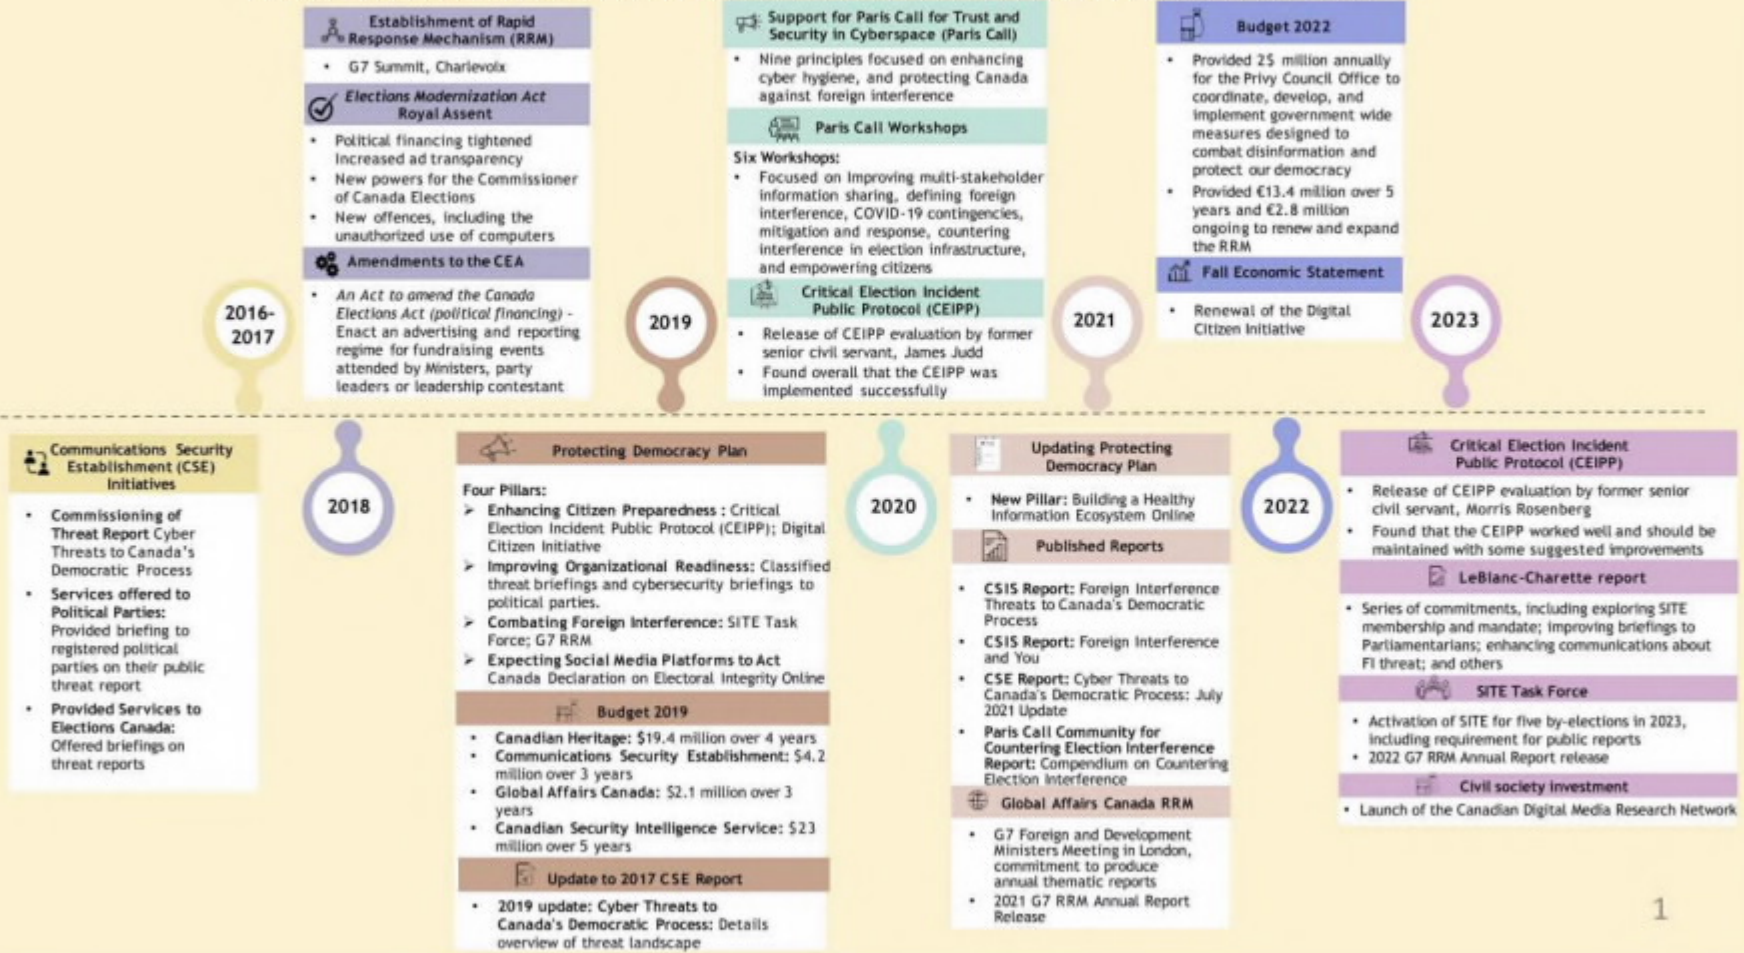 2016-
2017
Communications Security
Establishment (CSE)
Initiatives
• Commissioning of
Threat Report Cyber
Threats to Canada's
Democratic Process
• Services offered to
Political Parties:
Provided briefing to
registered political
parties on their public
threat report
• Provided Services to
Elections Canada:
Offered briefings on
threat reports
2018
Establishment of Rapid
Response Mechanism (RRM)
• G7 Summit, Charlevoix
Elections Modernization Act
Royal Assent
• Political financing tightened
Increased ad transparency
• New powers for the Commissioner
of Canada Elections
• New offences, including the
unauthorized use of computers
Amendments to the CEA
• An Act to amend the Canada
Elections Act (political financing) -
Enact an advertising and reporting
regime for fundraising events
attended by Ministers, party
leaders or leadership contestant
2019
Protecting Democracy Plan
Four Pillars:
➢ Enhancing Citizen Preparedness : Critical
Election Incident Public Protocol (CEIPP); Digital
Citizen Initiative
➢ Improving Organizational Readiness: Classified
threat briefings and cybersecurity briefings to
political parties.
➢ Combating Foreign Interference: SITE Task
Force; G7 RRM
➢ Expecting Social Media Platforms to Act
Canada Declaration on Electoral Integrity Online
Budget 2019
• Canadian Heritage: $19.4 million over 4 years
• Communications Security Establishment: $4.2
million over 3 years
• Global Affairs Canada: $2.1 million over 3
years
• Canadian Security Intelligence Service: $23
million over 5 years
Update to 2017 CSE Report
• 2019 update: Cyber Threats to
Canada's Democratic Process: Details
overview of threat landscape
2020
Support for Paris Call for Trust and
Security in Cyberspace (Paris Call)
• Nine principles focused on enhancing
cyber hygiene, and protecting Canada
against foreign interference
Paris Call Workshops
Six Workshops:
• Focused on Improving multi-stakeholder
information sharing, defining foreign
interference, COVID-19 contingencies,
mitigation and response, countering
interference in election infrastructure,
and empowering citizens
Critical Election Incident
Public Protocol (CEIPP)
• Release of CEIPP evaluation by former
senior civil servant, James Judd
• Found overall that the CEIPP was
implemented successfully
2021
Updating Protecting
Democracy Plan
• New Pillar: Building a Healthy
Information Ecosystem Online
Published Reports
• CSIS Report: Foreign Interference
Threats to Canada's Democratic
Process
• CSIS Report: Foreign Interference
and You
• CSE Report: Cyber Threats to
Canada's Democratic Process: July
2021 Update
• Paris Call Community for
Countering Election Interference
Report: Compendium on Countering
Election Interference
Global Affairs Canada RRM
• G7 Foreign and Development
Ministers Meeting in London,
commitment to produce
annual thematic reports
• 2021 G7 RRM Annual Report
Release
2022
Budget 2022
• Provided 2$ million annually
for the Privy Council Office to
coordinate, develop, and
implement government wide
measures designed to
combat disinformation and
protect our democracy
• Provided €13.4 million over 5
years and €2.8 million
ongoing to renew and expand
the RRM
Fall Economic Statement
• Renewal of the Digital
Citizen Initiative
2023
Critical Election Incident
Public Protocol (CEIPP)
• Release of CEIPP evaluation by former senior
civil servant, Morris Rosenberg
• Found that the CEIPP worked well and should be
maintained with some suggested improvements
LeBlanc-Charette report
• Series of commitments, including exploring SITE
membership and mandate; improving briefings to
Parliamentarians; enhancing communications about
FI threat; and others
SITE Task Force
• Activation of SITE for five by-elections in 2023,
including requirement for public reports
• 2022 G7 RRM Annual Report release
Civil society investment
• Launch of the Canadian Digital Media Research Network
1